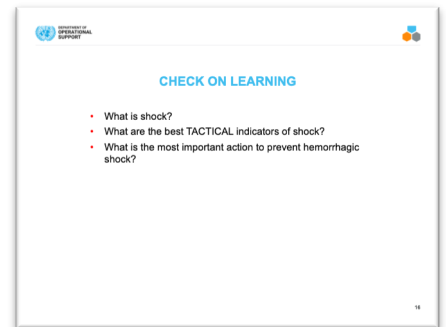 DEPARTMENT OF
OPERATIONAL
SUPPORT
CHECK ON LEARNING
• What is shock?
• What are the best TACTICAL indicators of shock?
• What is the most important action to prevent hemorrhagic
shock?